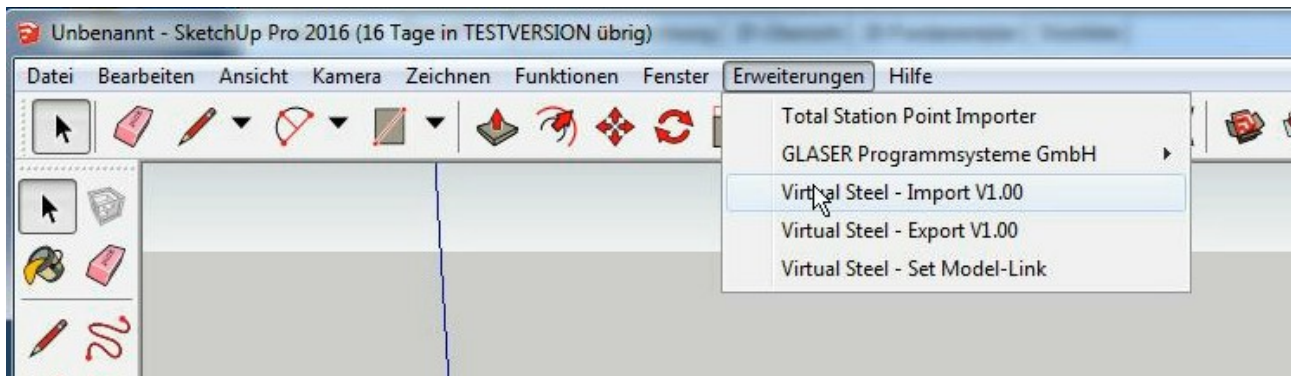 Unbenannt - SketchUp Pro 2016 (16 Tage in TESTVERSION übrig)
Datei Bearbeiten Ansicht Kamera Zeichnen Funktionen Fenster Erweiterungen Hilfe
Total Station Point Importer
GLASER Programmsysteme GmbH
Virtual Steel - Import V1.00
Virtual Steel - Export V1.00
Virtual Steel - Set Model-Link